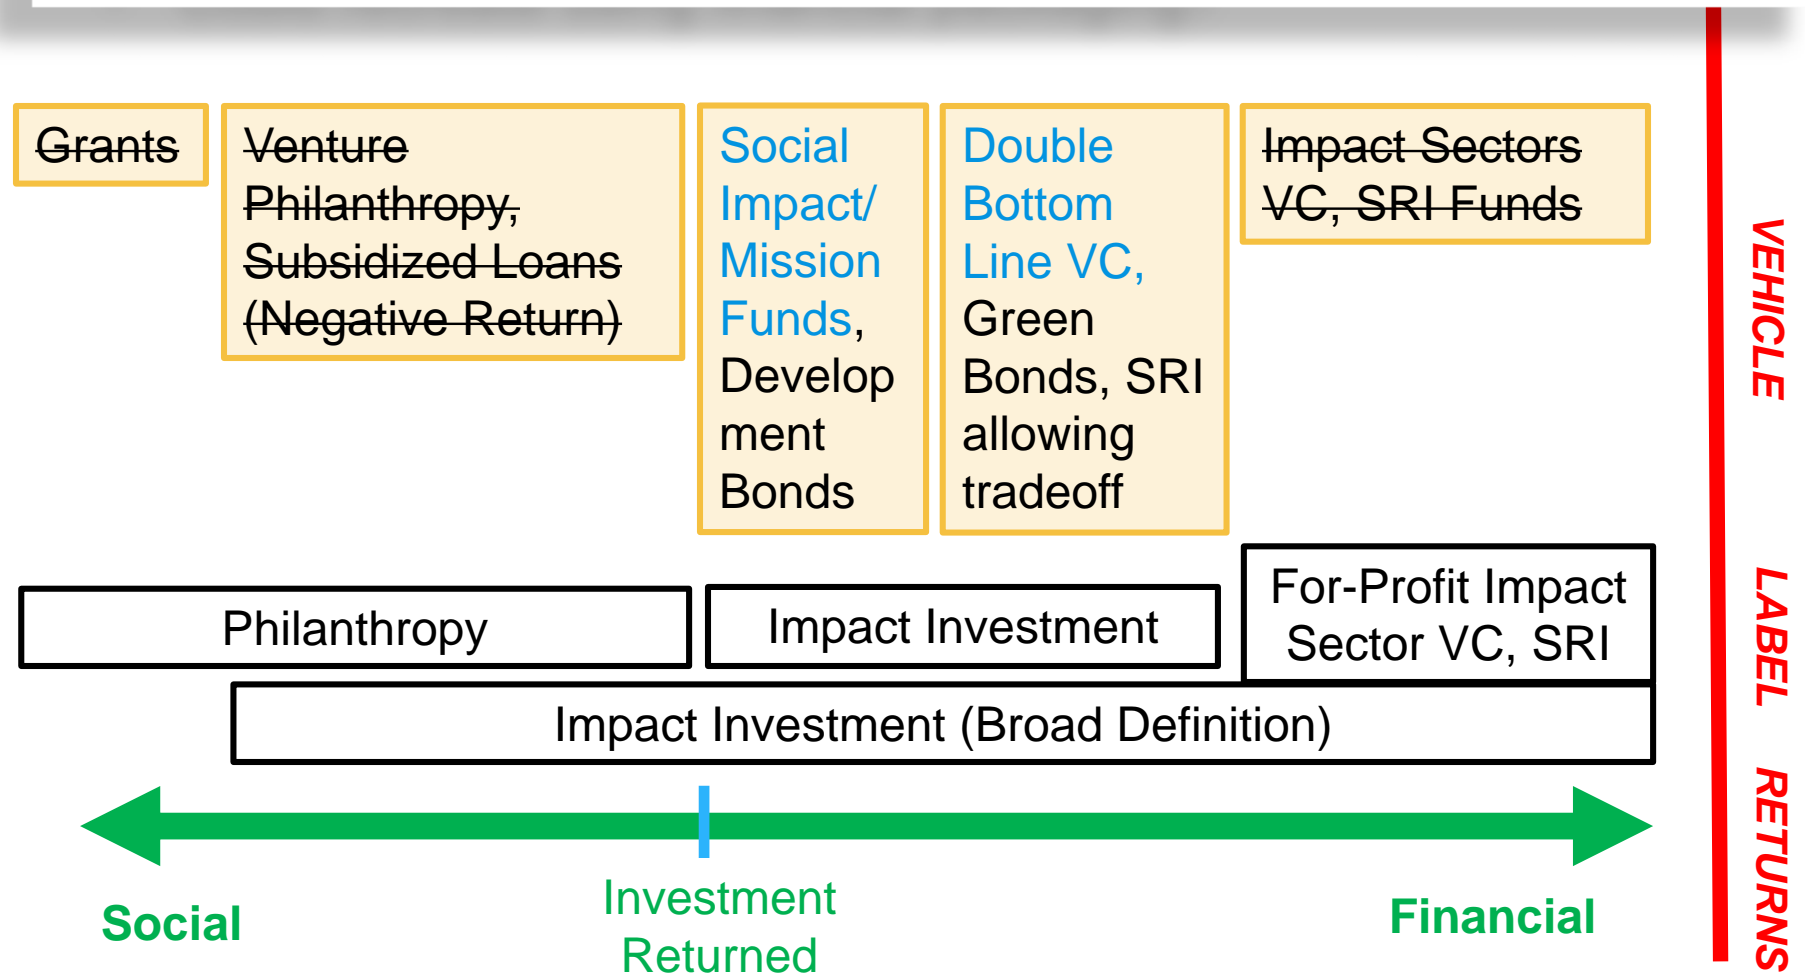 Grants
Venture
Philanthropy,
Subsidized Loans
(Negative Return)
Social
Impact/
Mission
Funds,
Develop
ment
Bonds
Double
Bottom
Line VC,
Green
Bonds, SRI
allowing
tradeoff
Impact Sectors
VC, SRI Funds
VEHICLE
Philanthropy
Impact Investment
For-Profit Impact
Sector VC, SRI
Impact Investment (Broad Definition)
LABEL
Social
Investment
Returned
Financial
RETURNS